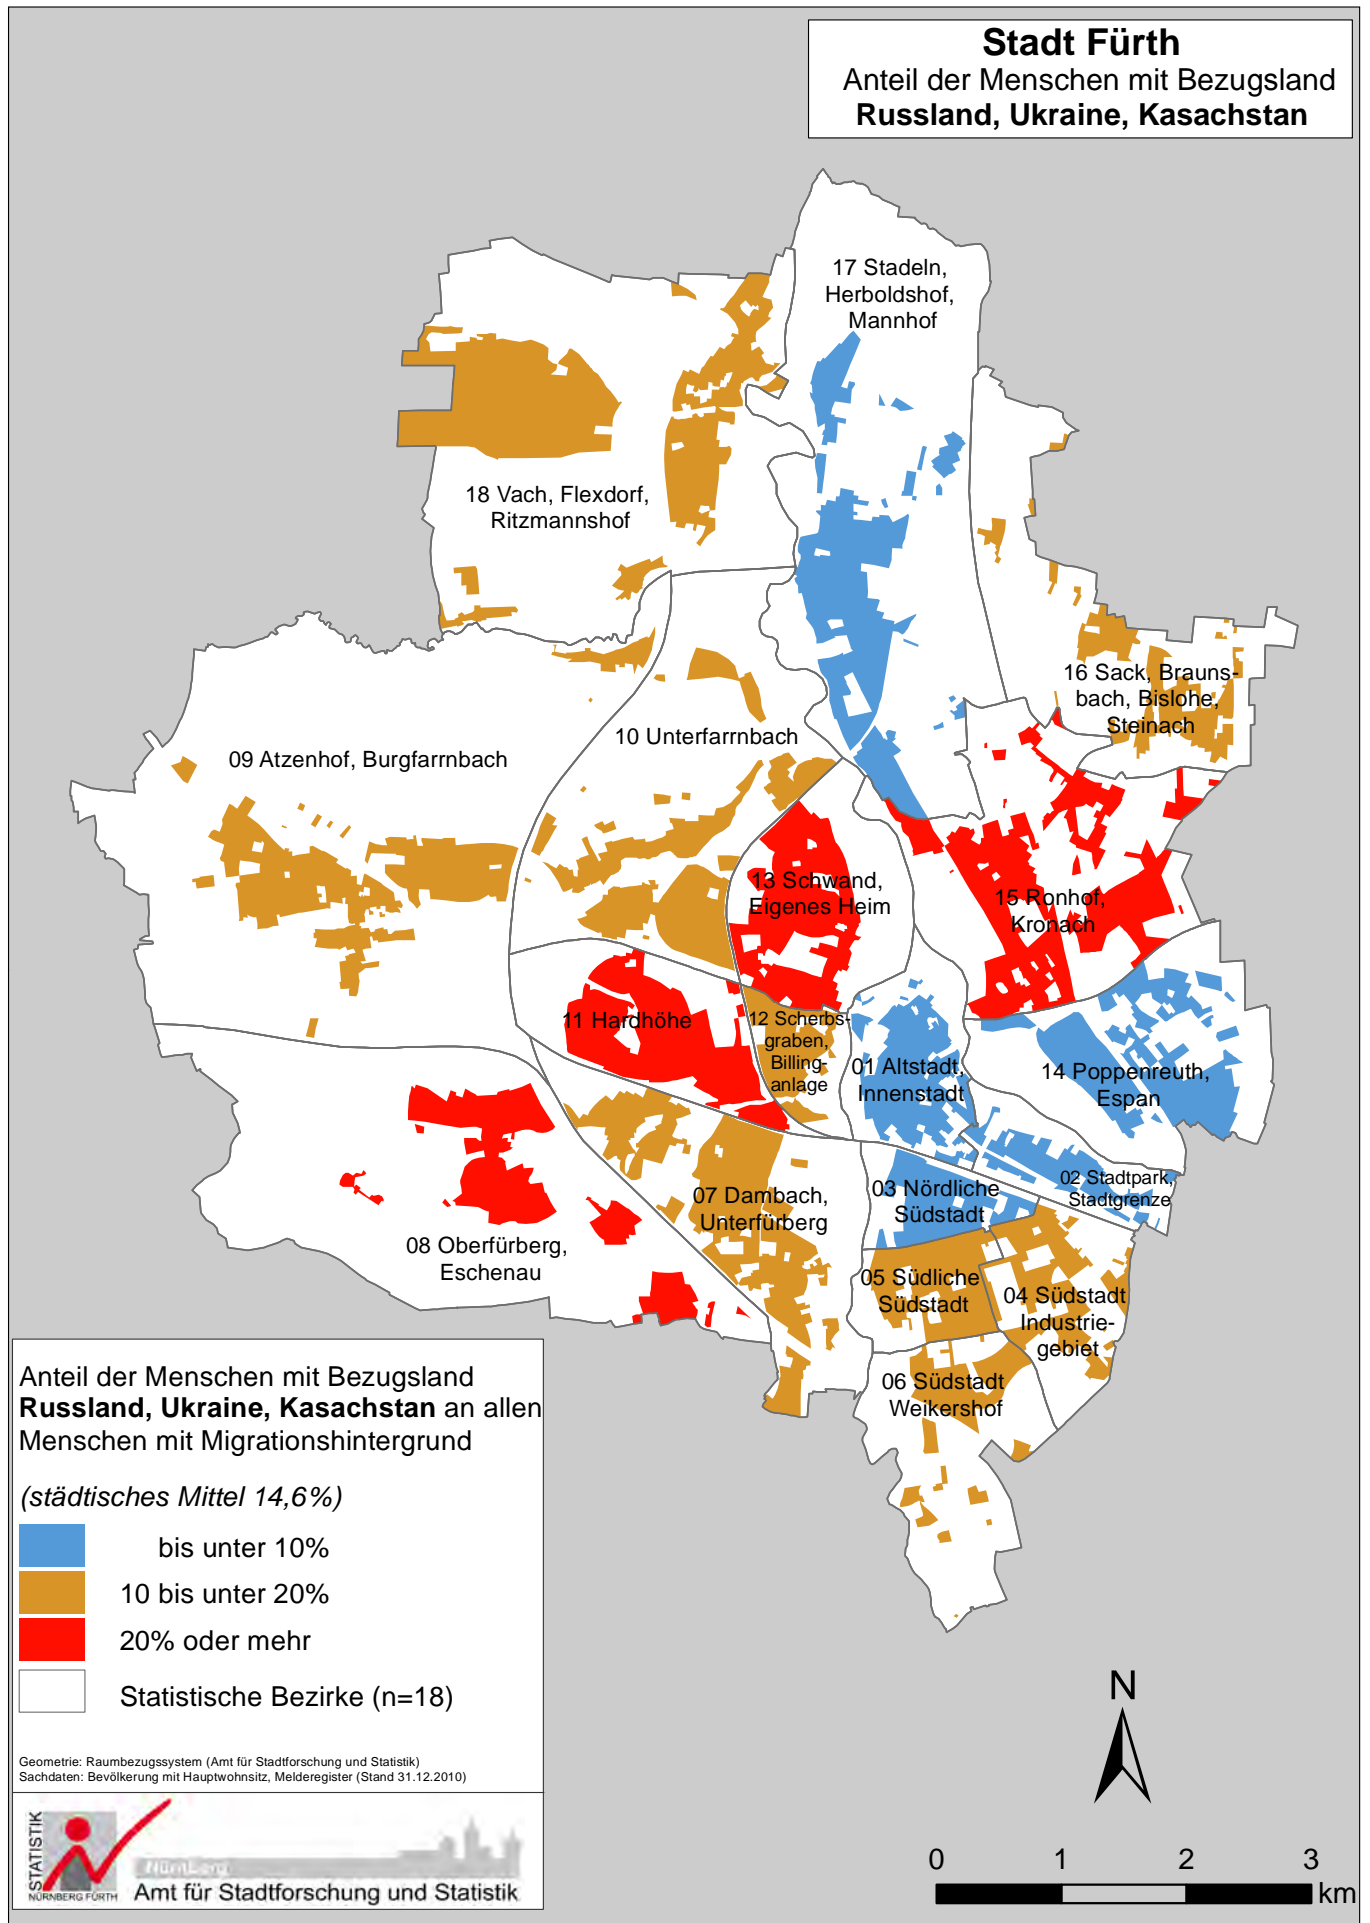 Stadt Fürth
Anteil der Menschen mit Bezugsland
Russland, Ukraine, Kasachstan
17 Stadeln,
Herboldshof,
Mannhof
18 Vach, Flexdorf,
Ritzmannshof
16 Sack, Brauns-
bach, Bislohe,
Steinach
10 Unterfarrnbach
09 Atzenhof, Burgfarrnbach
13 Schwand,
Eigenes Heim
15 Ronhof,
Kronach
11 Hardhöhe
12 Scherbs-
graben,
Billing-
anlage
01 Altstadt,
Innenstadt
14 Poppenreuth,
Espan
02 Stadtpark,
Stadtgrenze
03 Nördliche
Südstadt
07 Dambach,
Unterfürberg
08 Oberfürberg,
Eschenau
05 Südliche
Südstadt
04 Südstadt
Industrie-
gebiet
06 Südstadt
Weikershof
Anteil der Menschen mit Bezugsland
Russland, Ukraine, Kasachstan an allen
Menschen mit Migrationshintergrund
(städtisches Mittel 14,6%)
bis unter 10%
10 bis unter 20%
20% oder mehr
Statistische Bezirke (n=18)
Geometrie: Raumbezugssystem (Amt für Stadtforschung und Statistik)
Sachdaten: Bevölkerung mit Hauptwohnsitz, Melderegister (Stand 31.12.2010)
STATISTIK
NÜRNBERG FÜRTH
Nürnberg
Amt für Stadtforschung und Statistik
N
0 1 2 3
km